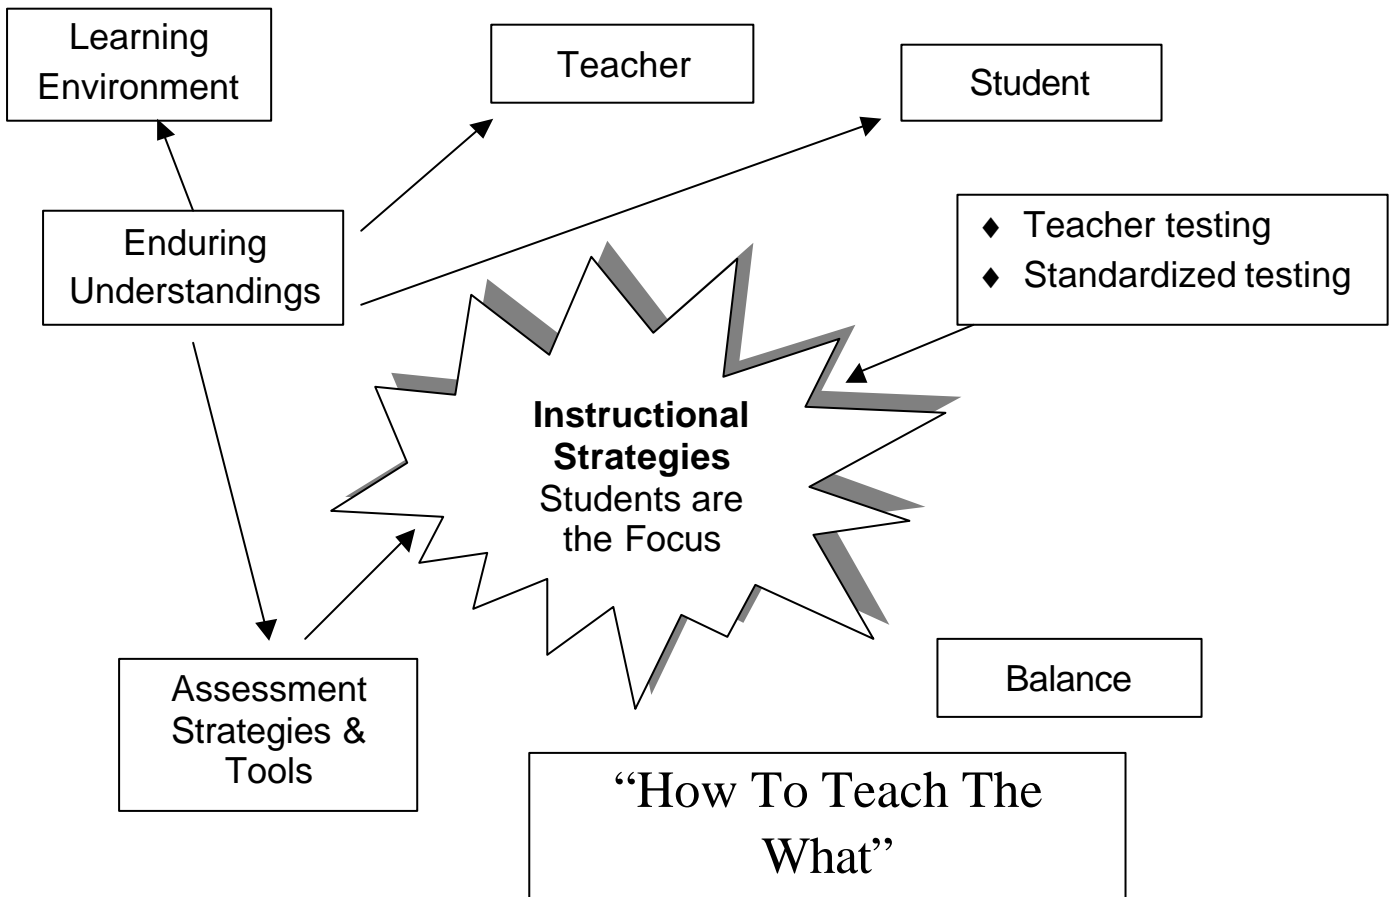 Learning
Environment
Teacher
Student
Enduring
Understandings
♦ Teacher testing
♦ Standardized testing
Instructional
Strategies
Students are
the Focus
Assessment
Strategies &
Tools
Balance
“How To Teach The
What”